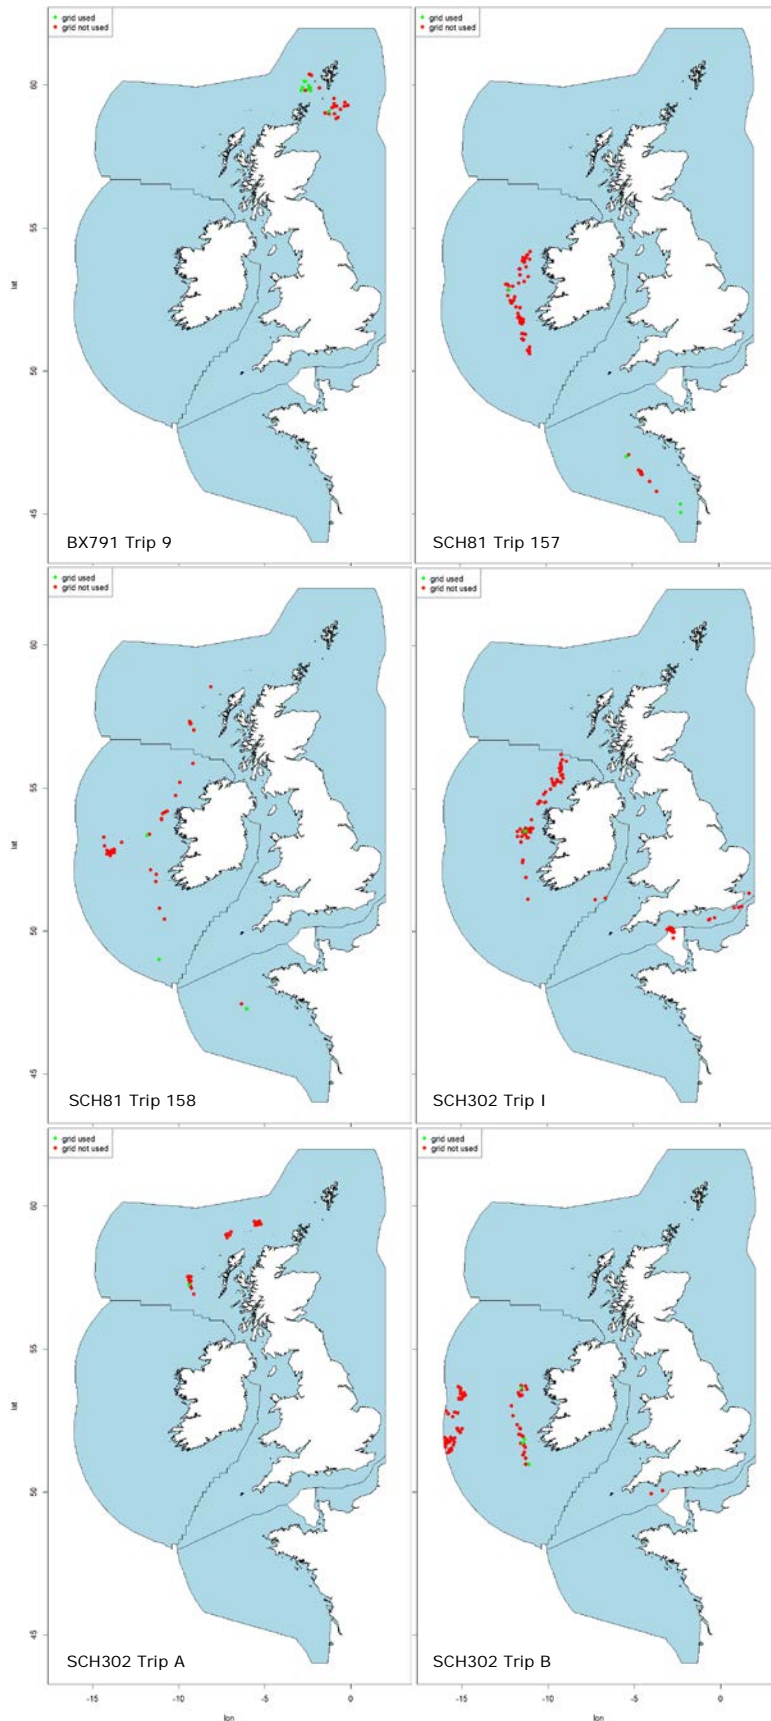 grid used
grid not used
grid used
grid not used
60
55
lat
50
45
BX791 Trip 9
SCH81 Trip 157
grid used
grid not used
grid used
grid not used
60
55
lat
50
45
SCH81 Trip 158
SCH302 Trip I
grid used
grid not used
grid used
grid not used
60
55
lat
50
45
SCH302 Trip A
SCH302 Trip B
-15 -10 -5 0
-15 -10 -5 0
lon
lon